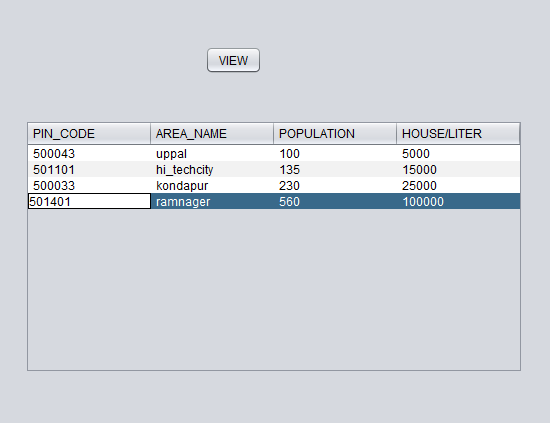 VIEW
PIN_CODE AREA_NAME POPULATION HOUSE/LITER
500043 uppal 100 5000
501101 hi_techcity 135 15000
500033 kondapur 230 25000
501401 ramnager 560 100000